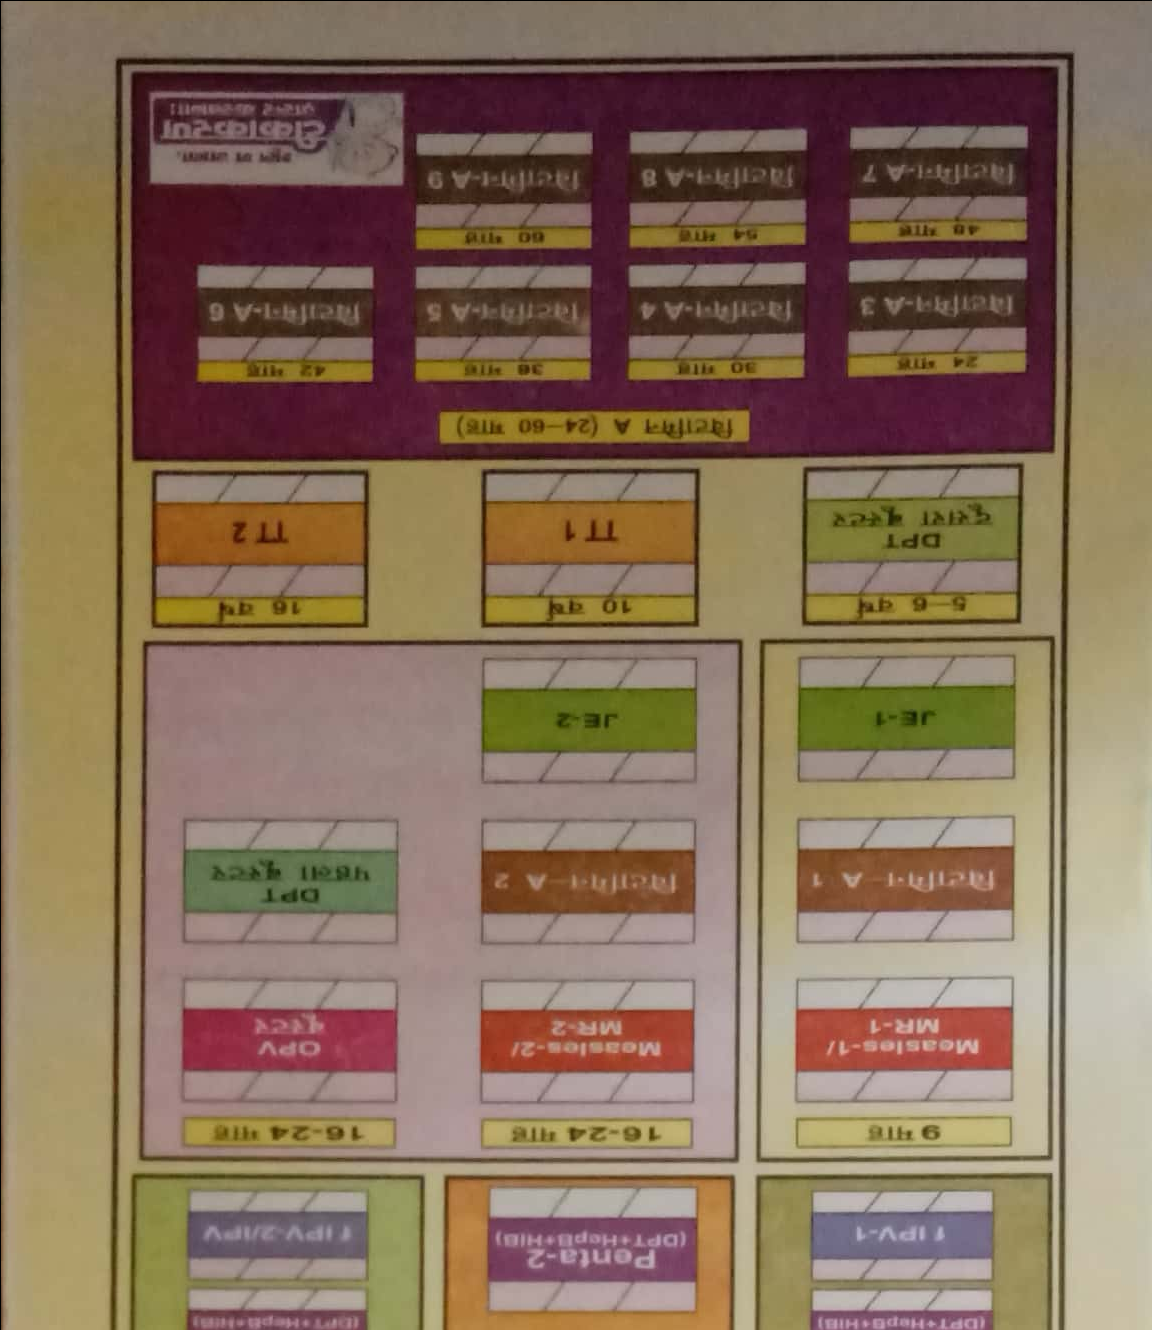 (DPT+HepB+HiB)
f IPV-1
Penta-2
(DPT+HepB+HiB)
(DPT+HepB+HiB)
f IPV-2/IPV
9 माह
Measles-1/
MR-1
विटामिन–A 1
JE-1
16-24 माह
Measles-2/
MR-2
विटामिन–A 2
JE-2
16-24 माह
OPV
बूस्टर
DPT
पहला बूस्टर
5–6 वर्ष
DPT
दूसरा बूस्टर
10 वर्ष
TT 1
16 वर्ष
TT 2
विटामिन A (24–60 माह)
24 माह
विटामिन-A 3
30 माह
विटामिन-A 4
36 माह
विटामिन-A 5
42 माह
विटामिन-A 6
48 माह
विटामिन-A 7
54 माह
विटामिन-A 8
60 माह
विटामिन-A 9
टीकाकरण